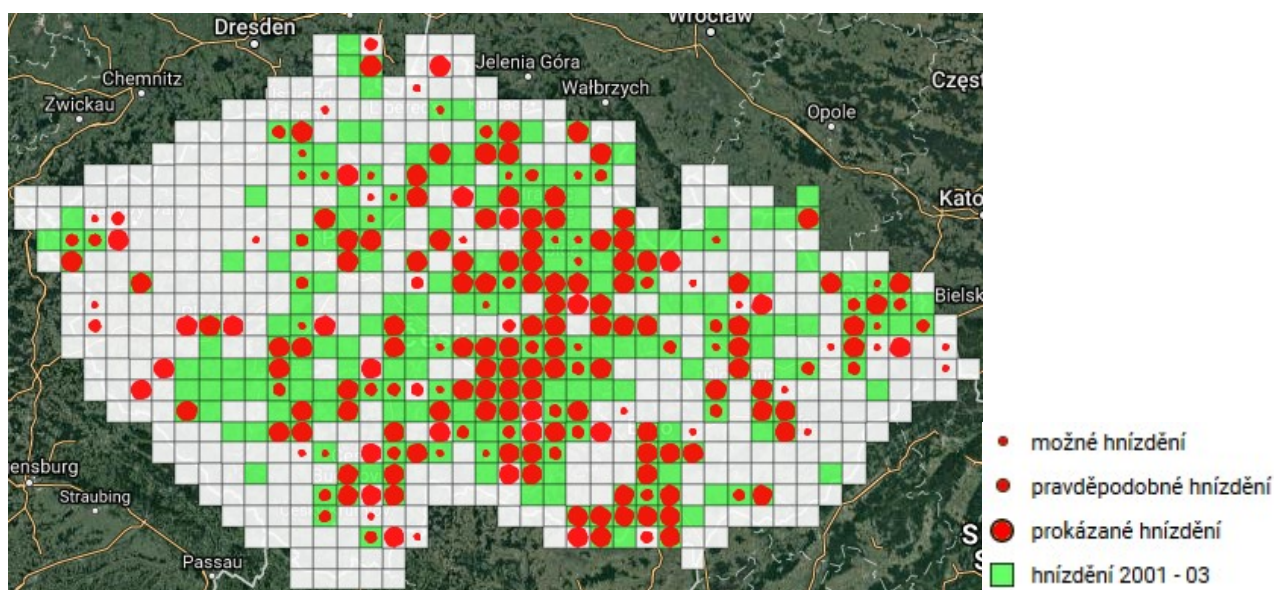 Dresden
Wrocław
Jelenia Góra
Chemnitz
Wałbrzych
Częst
Zwickau
Opole
Liberec
Kato
Bielsk
ensburg
Straubing
Passau
S
S
možné hnízdění
pravděpodobné hnízdění
prokázané hnízdění
hnízdění 2001 - 03